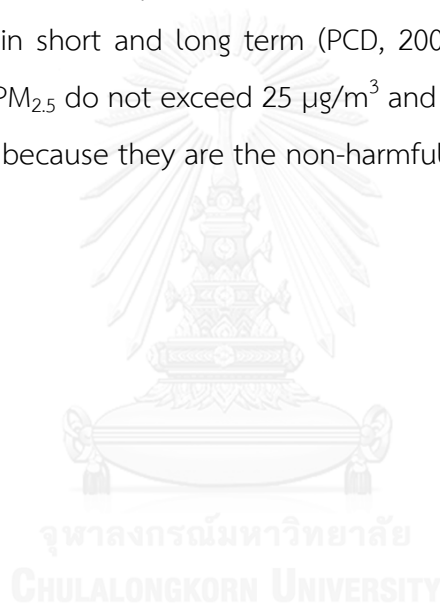 in short and long term (PCD, 200
PM2.5 do not exceed 25 µg/m3 and
because they are the non-harmful
จุฬาลงกรณ์มหาวิทยาลัย
CHULALONGKORN UNIVERSITY